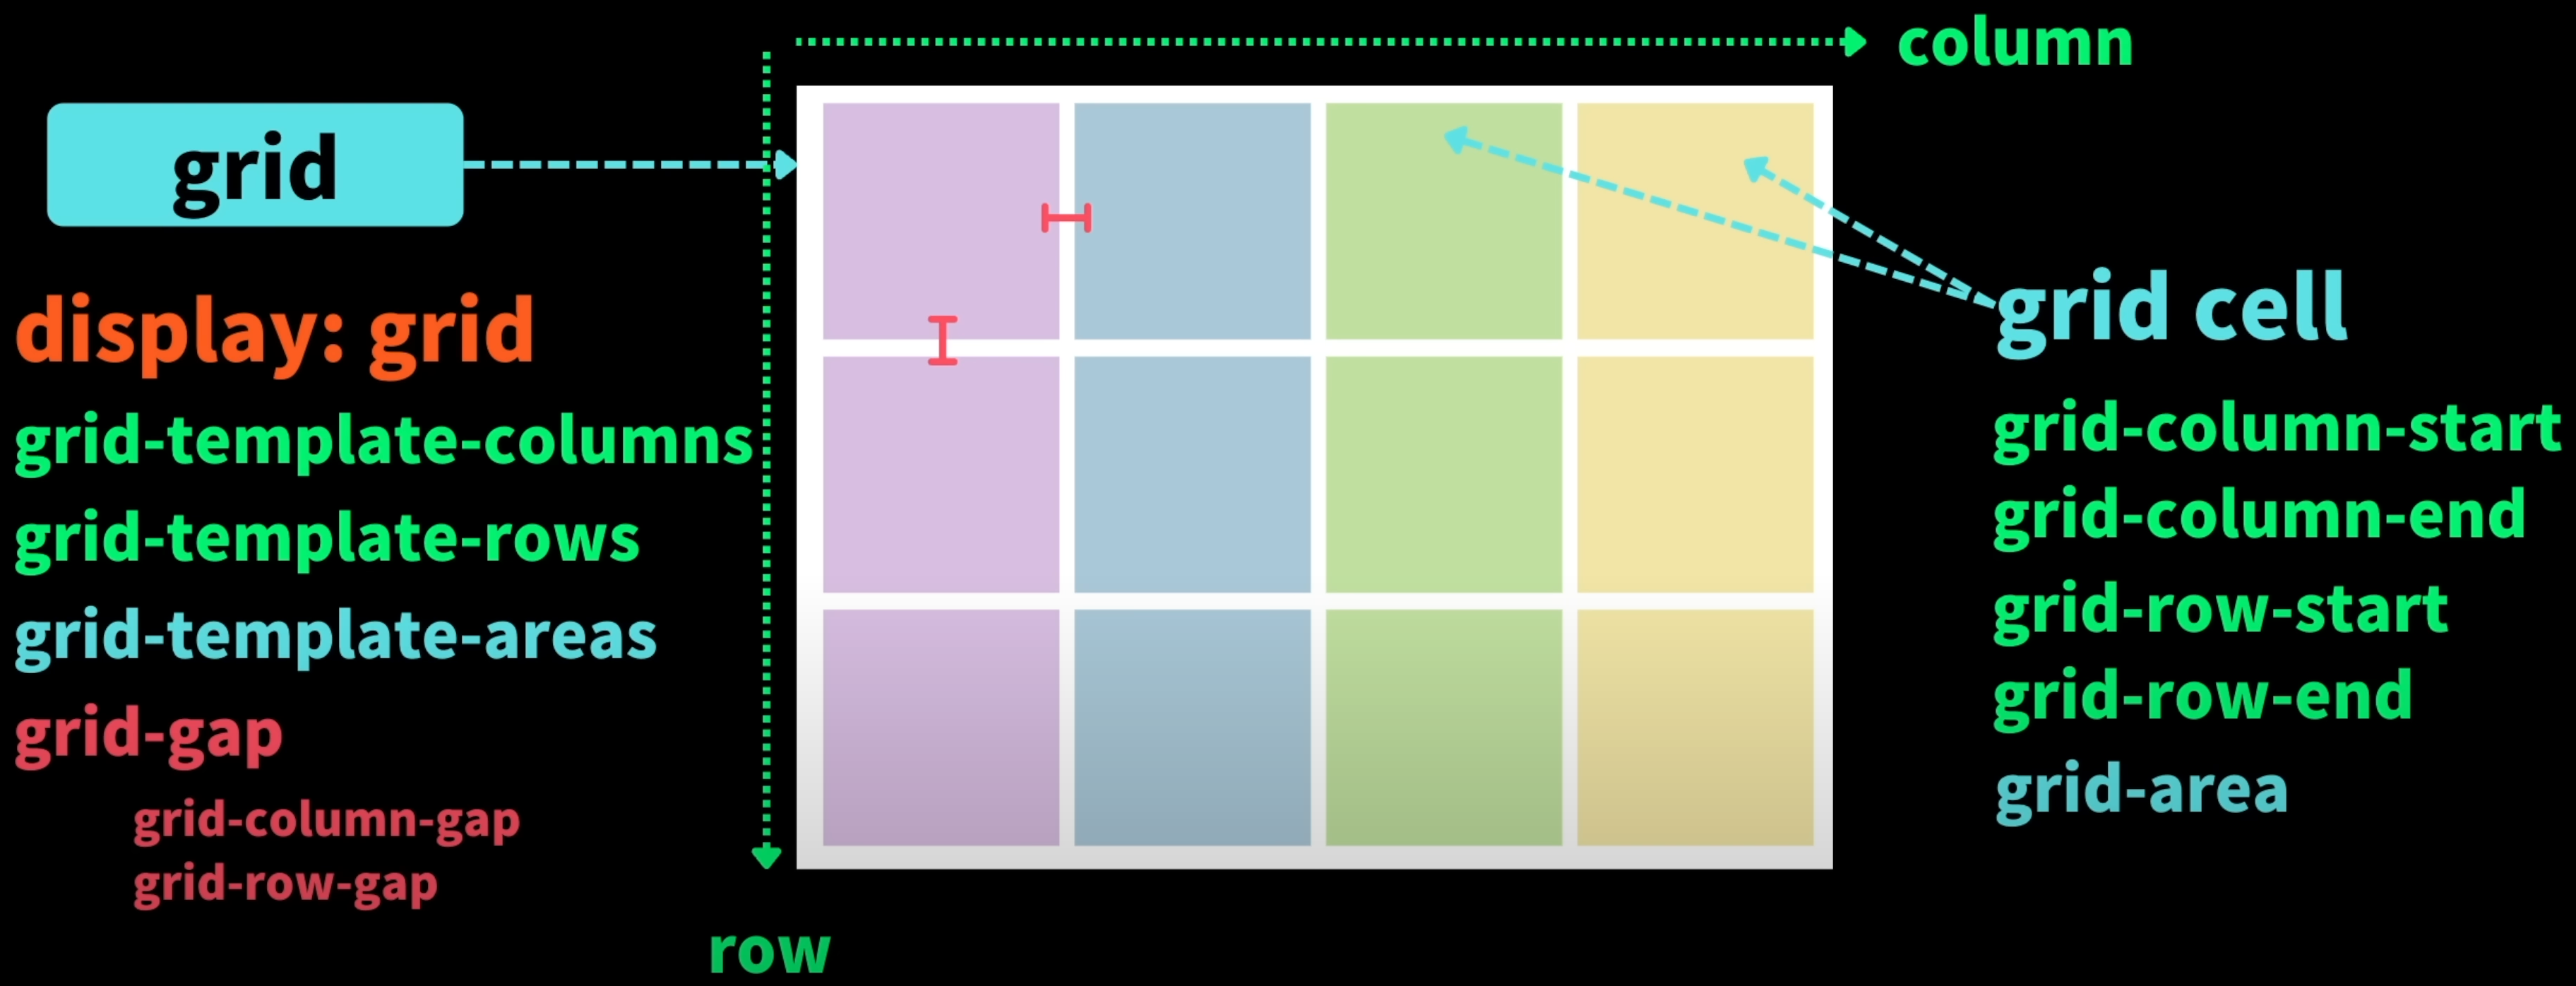 column
grid
display: grid
grid-template-columns
grid-template-rows
grid-template-areas
grid-gap
grid-column-gap
grid-row-gap
row
grid cell
grid-column-start
grid-column-end
grid-row-start
grid-row-end
grid-area